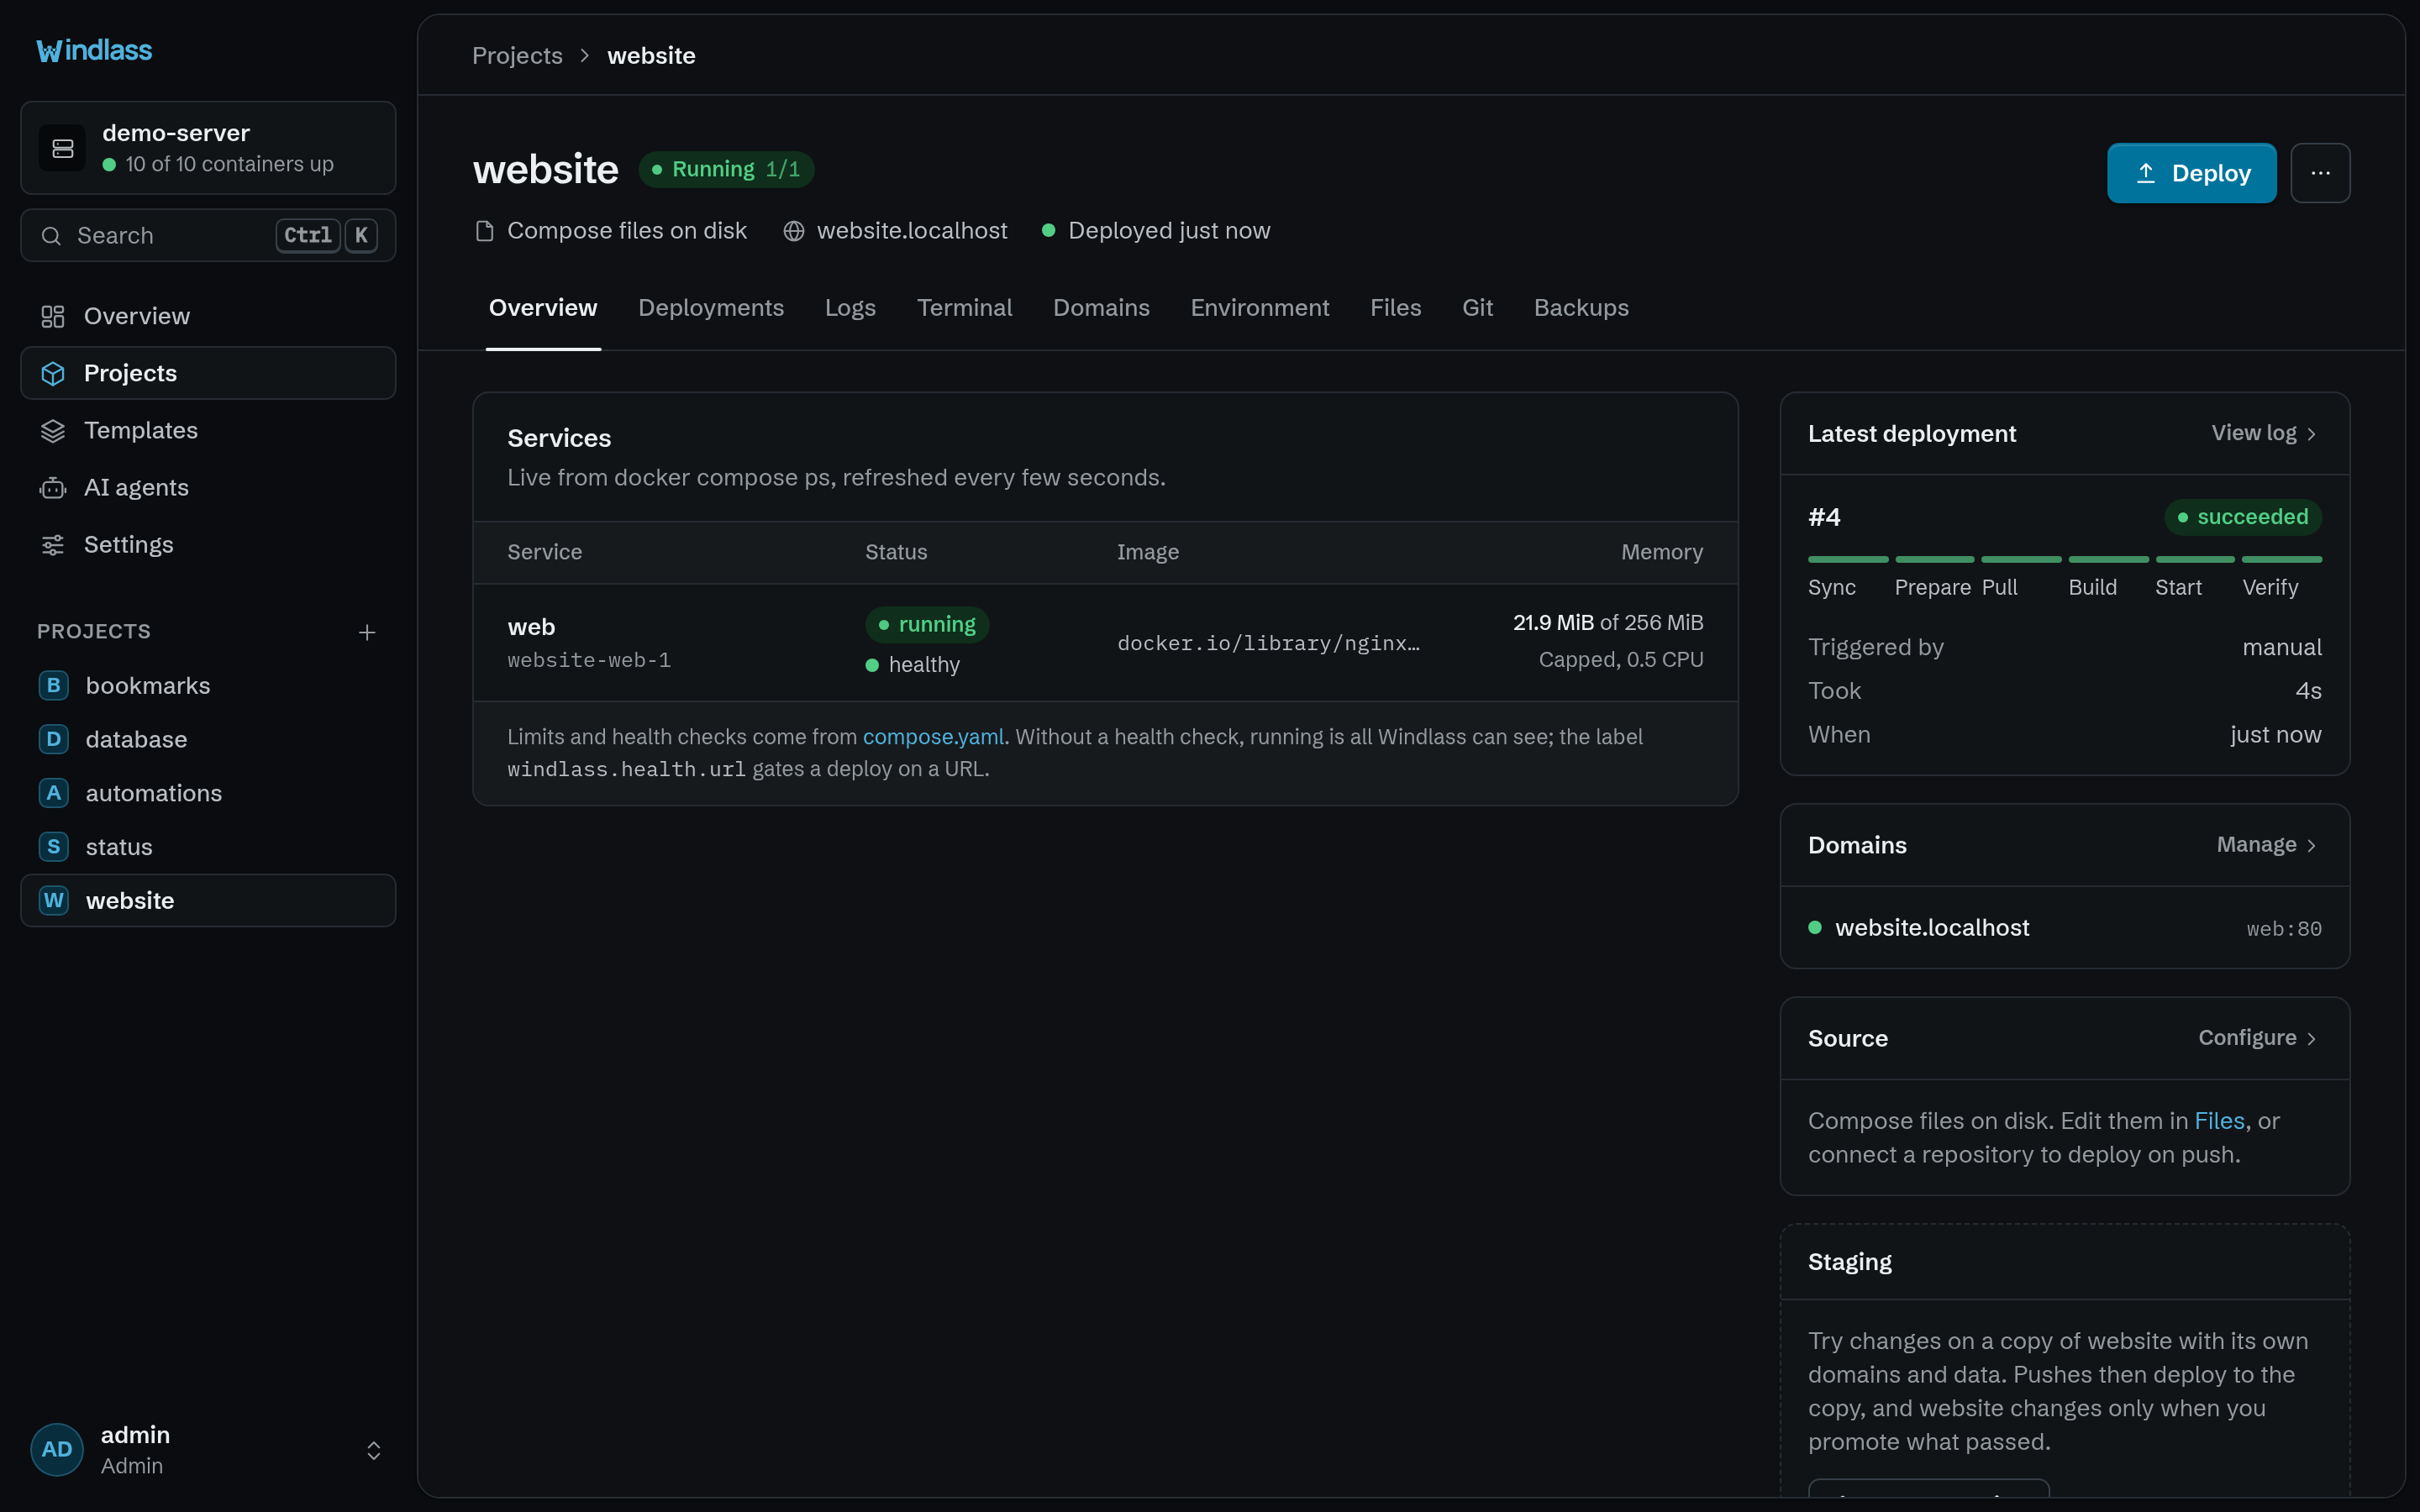 Windlass
demo-server
10 of 10 containers up
Search
Ctrl K
Overview
Projects
Templates
AI agents
Settings
PROJECTS
B bookmarks
D database
A automations
S status
W website
AD
admin
Admin
Projects > website
website
Running 1/1
Deploy
Compose files on disk
website.localhost
Deployed just now
Overview Deployments Logs Terminal Domains Environment Files Git Backups
Services
Live from docker compose ps, refreshed every few seconds.
Service Status Image Memory
web
website-web-1
running
healthy
docker.io/library/nginx…
21.9 MiB of 256 MiB
Capped, 0.5 CPU
Limits and health checks come from compose.yaml. Without a health check, running is all Windlass can see; the label
windlass.health.url gates a deploy on a URL.
Latest deployment
View log
#4
succeeded
Sync Prepare Pull Build Start Verify
Triggered by manual
Took 4s
When just now
Domains
Manage
website.localhost
web:80
Source
Configure
Compose files on disk. Edit them in Files, or
connect a repository to deploy on push.
Staging
Try changes on a copy of website with its own
domains and data. Pushes then deploy to the
copy, and website changes only when you
promote what passed.